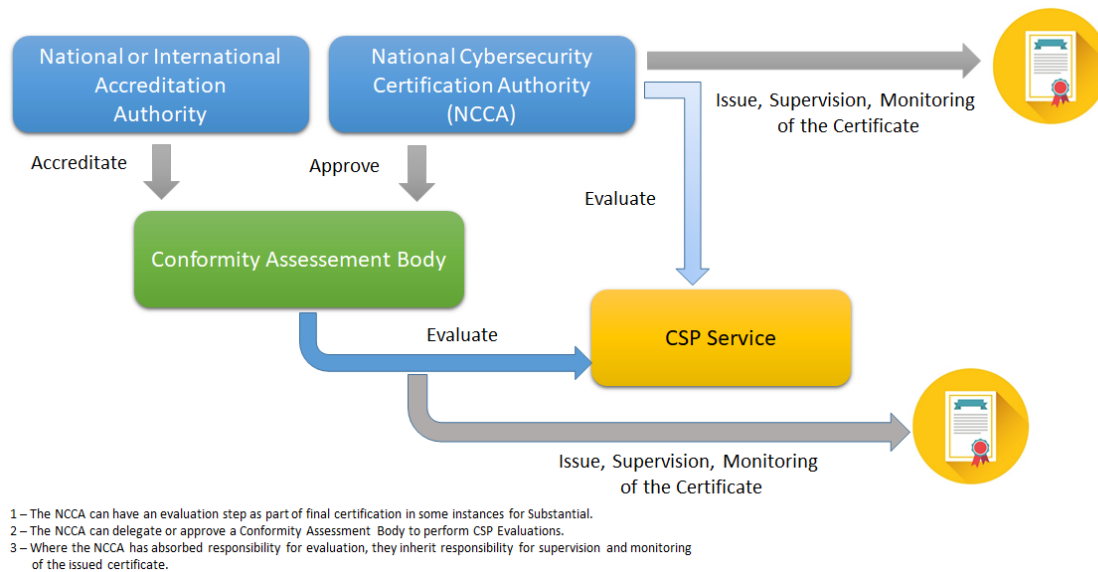 National or International
Accreditation
Authority
National Cybersecurity
Certification Authority
(NCCA)
Issue, Supervision, Monitoring
of the Certificate
Accreditate
Approve
Evaluate
Conformity Assessement Body
Evaluate
CSP Service
Issue, Supervision, Monitoring
of the Certificate
1 – The NCCA can have an evaluation step as part of final certification in some instances for Substantial.
2 – The NCCA can delegate or approve a Conformity Assessment Body to perform CSP Evaluations.
3 – Where the NCCA has absorbed responsibility for evaluation, they inherit responsibility for supervision and monitoring
of the issued certificate.